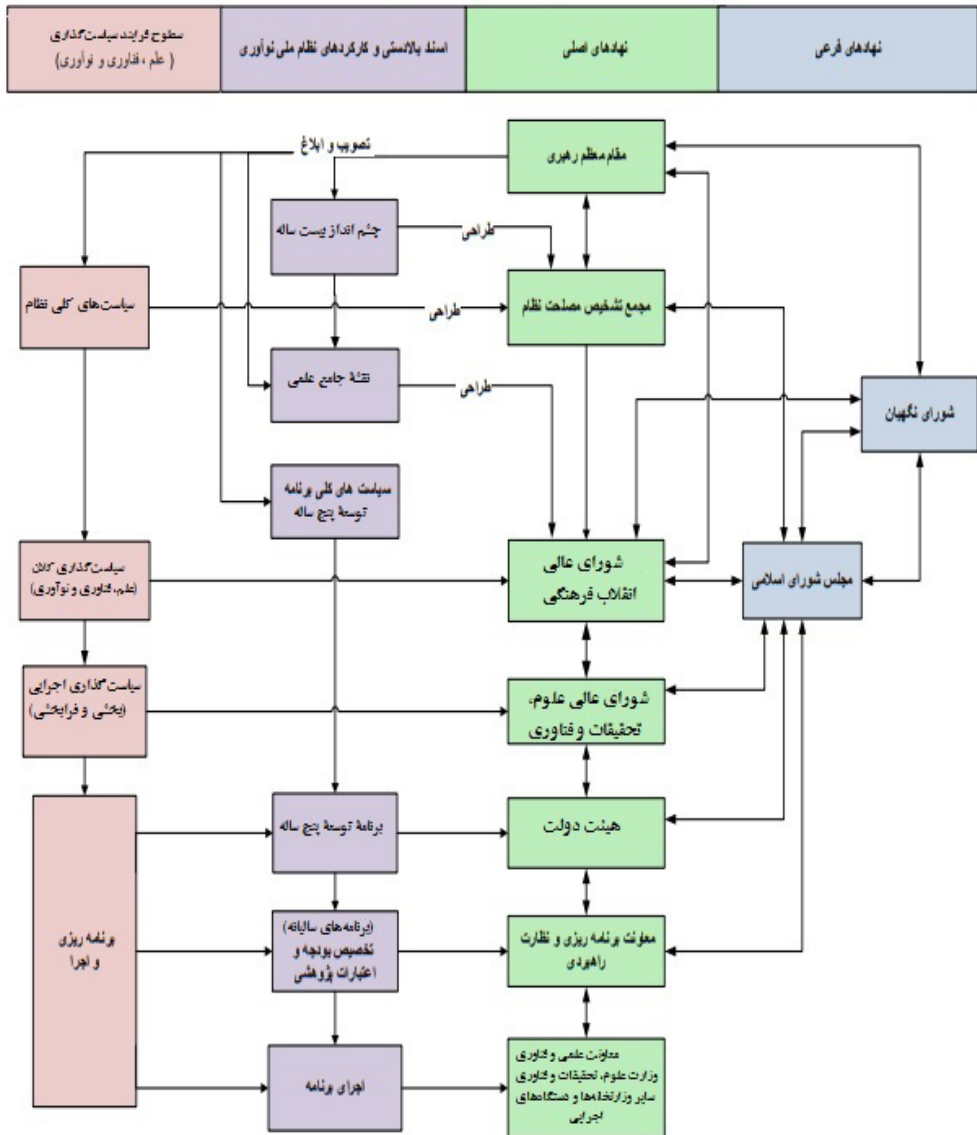 نهادهای فرعی
نهادهای اصلی
اسناد بالادستی و کارکردهای نظام ملی نوآوری
سطوح فرایند سیاست‌گذاری
( علم ، فناوری و نوآوری)
تصویب و ابلاغ
مقام معظم رهبری
چشم انداز بیست ساله
طراحی
سیاست‌های کلی نظام
طراحی
مجمع تشخیص مصلحت نظام
نقشهٔ جامع علمی
طراحی
شورای نگهبان
سیاست های کلی برنامه
توسعهٔ پنج ساله
سیاست‌گذاری کلان
(علم، فناوری و نوآوری)
شورای عالی
انقلاب فرهنگی
مجلس شورای اسلامی
سیاست گذاری اجرایی
(بخشی و فرابخشی)
شورای عالی علوم،
تحقیقات و فناوری
برنامهٔ توسعهٔ پنج ساله
هیئت دولت
برنامه ریزی
و اجرا
(برنامه‌های سالیانه)
تخصیص بودجه و
اعتبارات پژوهشی
معاونت برنامه ریزی و نظارت
راهبردی
اجرای برنامه
معاونت علمی و فناوری
وزارت علوم، تحقیقات و فناوری
سایر وزارتخانه‌ها و دستگاه‌های
اجرایی